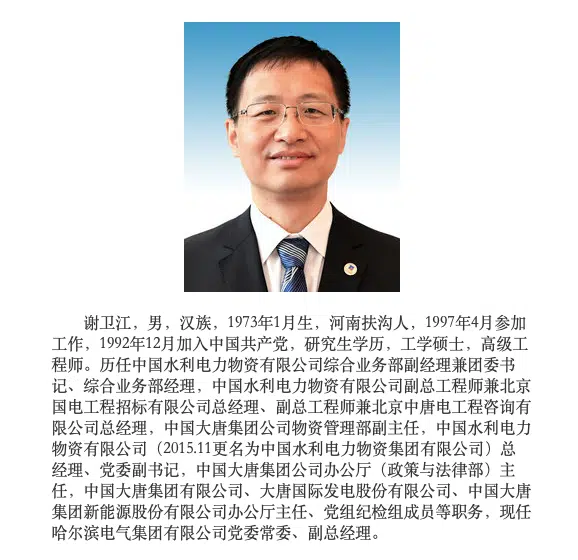 谢卫江，男，汉族，1973年1月生，河南扶沟人，1997年4月参加
工作，1992年12月加入中国共产党，研究生学历，工学硕士，高级工
程师。历任中国水利电力物资有限公司综合业务部副经理兼团委书
记、综合业务部经理，中国水利电力物资有限公司副总工程师兼北京
国电工程招标有限公司总经理、副总工程师兼北京中唐电工程咨询有
限公司总经理，中国大唐集团公司物资管理部副主任，中国水利电力
物资有限公司（2015.11更名为中国水利电力物资集团有限公司）总
经理、党委副书记，中国大唐集团公司办公厅（政策与法律部）主
任，中国大唐集团有限公司、大唐国际发电股份有限公司、中国大唐
集团新能源股份有限公司办公厅主任、党组纪检组成员等职务，现任
哈尔滨电气集团有限公司党委常委、副总经理。